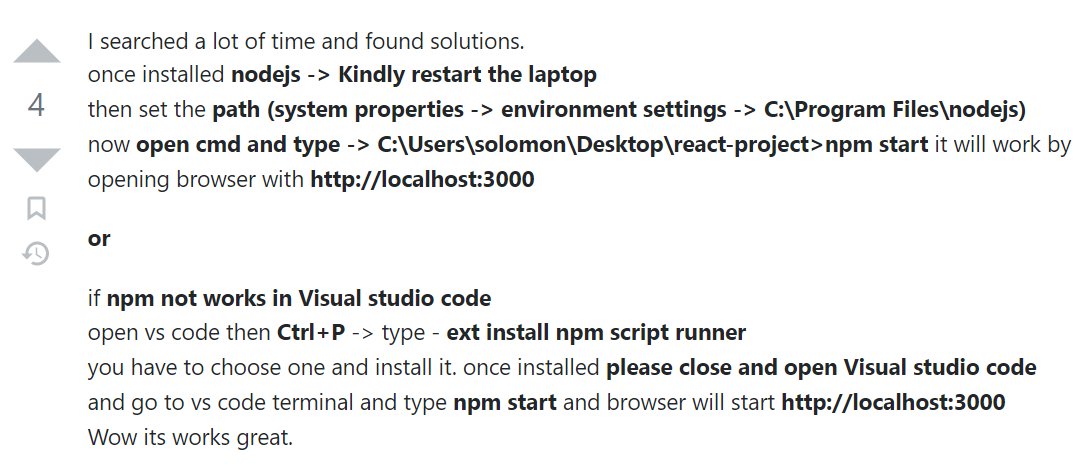 I searched a lot of time and found solutions.
once installed nodejs -> Kindly restart the laptop
then set the path (system properties -> environment settings -> C:\Program Files\nodejs)
4
now open cmd and type -> C:\Users\solomon\Desktop\react-project>npm start it will work by
opening browser with http://localhost:3000
or
if npm not works in Visual studio code
open vs code then Ctrl+P -> type - ext install npm script runner
you have to choose one and install it. once installed please close and open Visual studio code
and go to vs code terminal and type npm start and browser will start http://localhost:3000
Wow its works great.